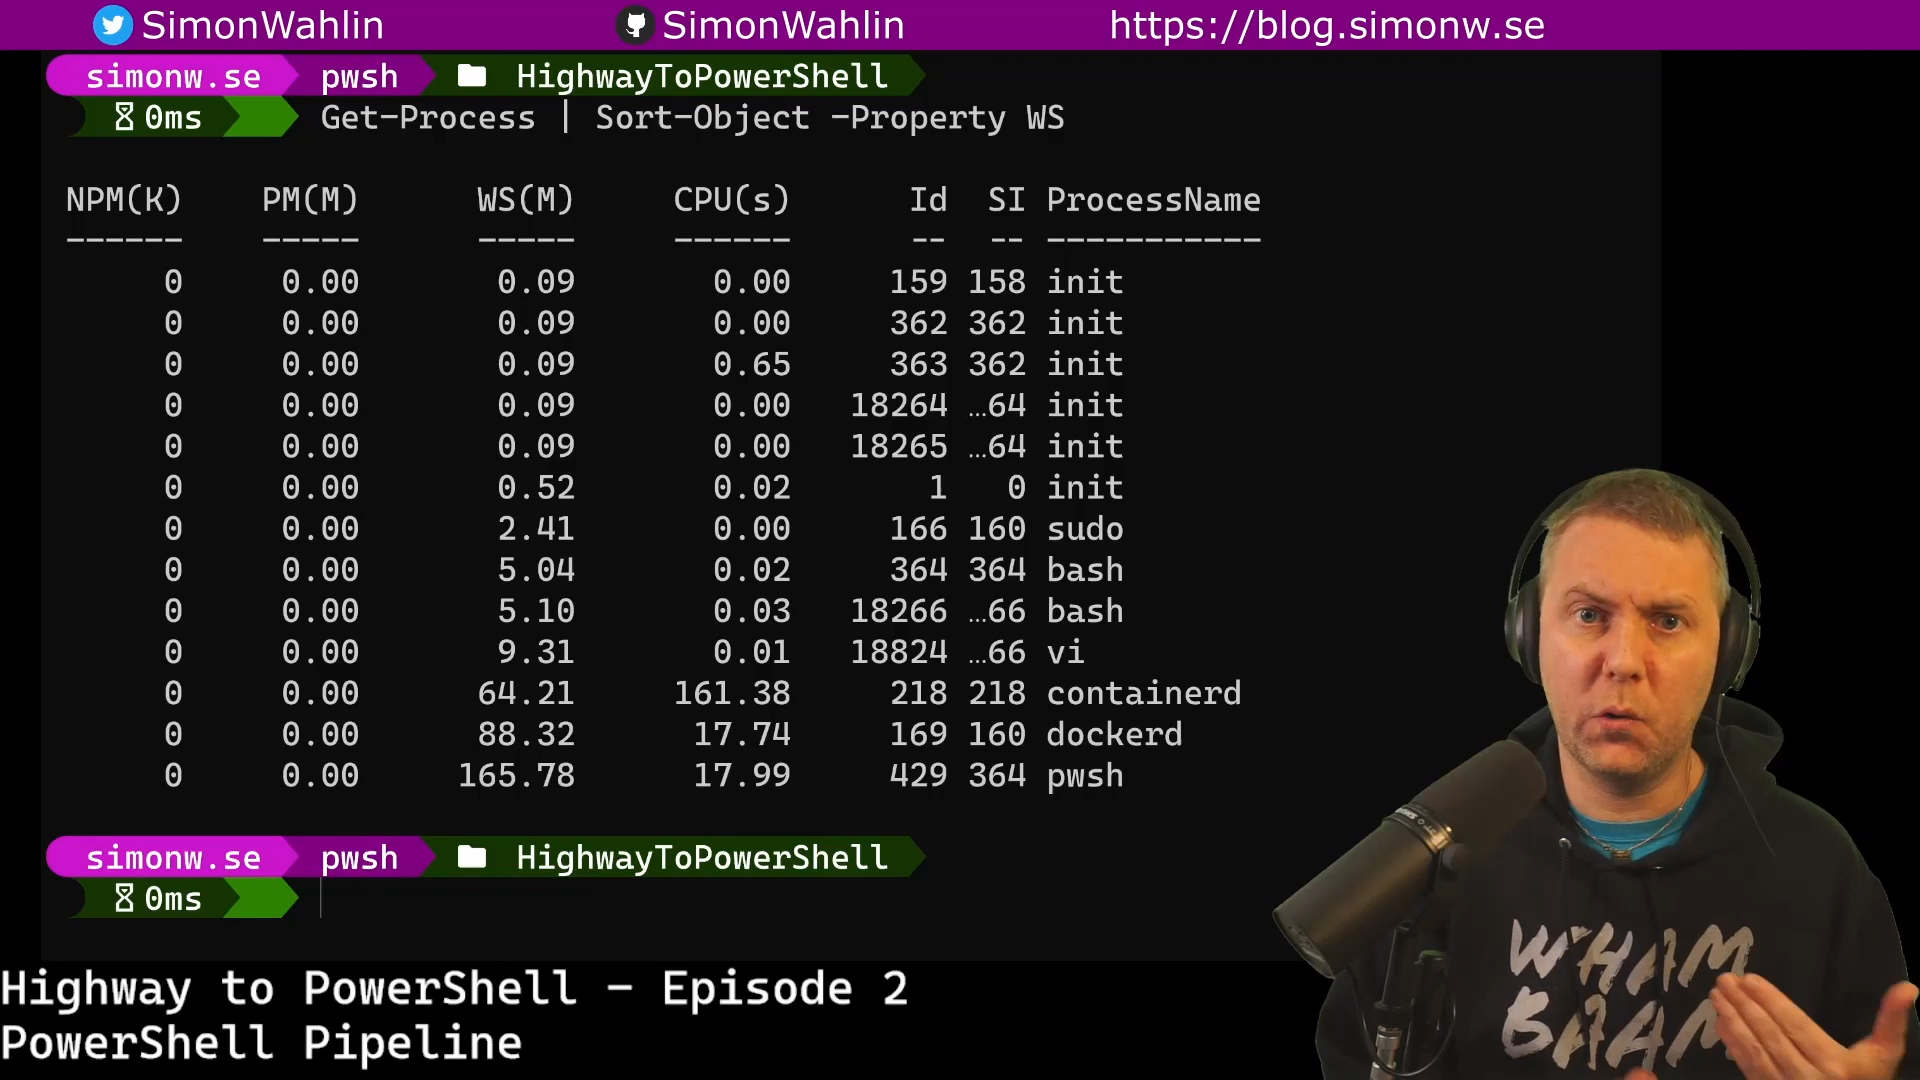 SimonWahlin SimonWahlin https://blog.simonw.se
simonw.se pwsh HighwayToPowerShell
0ms Get-Process | Sort-Object -Property WS
NPM(K) PM(M) WS(M) CPU(s) Id SI ProcessName
------ ----- ----- ------ -- -- -----------
0 0.00 0.09 0.00 159 158 init
0 0.00 0.09 0.00 362 362 init
0 0.00 0.09 0.65 363 362 init
0 0.00 0.09 0.00 18264 …64 init
0 0.00 0.09 0.00 18265 …64 init
0 0.00 0.52 0.02 1 0 init
0 0.00 2.41 0.00 166 160 sudo
0 0.00 5.04 0.02 364 364 bash
0 0.00 5.10 0.03 18266 …66 bash
0 0.00 9.31 0.01 18824 …66 vi
0 0.00 64.21 161.38 218 218 containerd
0 0.00 88.32 17.74 169 160 dockerd
0 0.00 165.78 17.99 429 364 pwsh
simonw.se pwsh HighwayToPowerShell
0ms
WHAM
BAAM
Highway to PowerShell - Episode 2
PowerShell Pipeline